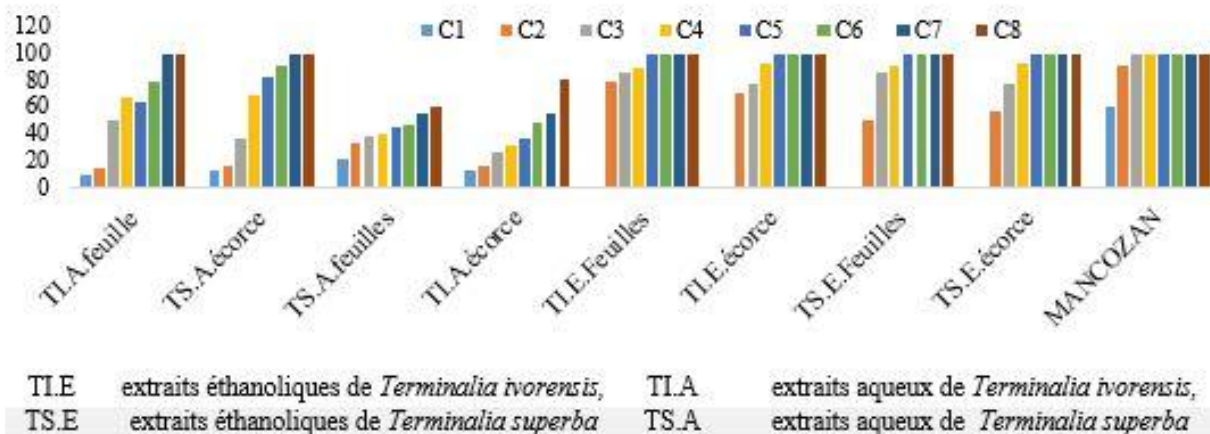 120
C1 C2 C3 C4 C5 C6 C7 C8
100
80
60
40
20
0
TI.A.feuille TS.A.écorce TS.A.feuilles TI.A.écorce TI.E.Feuilles TI.E.écorce TS.E.Feuilles TS.E.écorce MANCOZAN
TI.E extraits éthanoliques de Terminalia ivorensis, TI.A extraits aqueux de Terminalia ivorensis,
TS.E extraits éthanoliques de Terminalia superba TS.A extraits aqueux de Terminalia superba